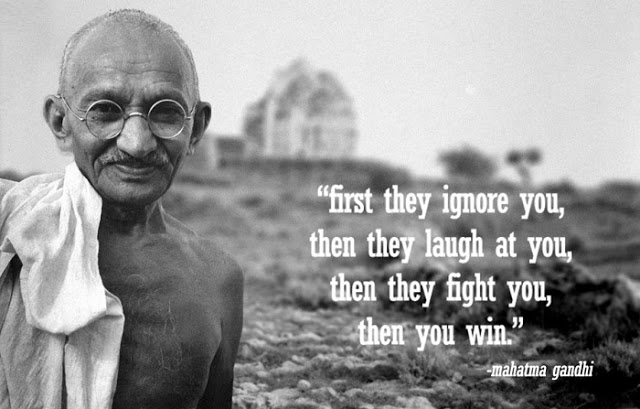 “first they ignore you,
then they laugh at you,
then they fight you,
then you win.”
-mahatma gandhi